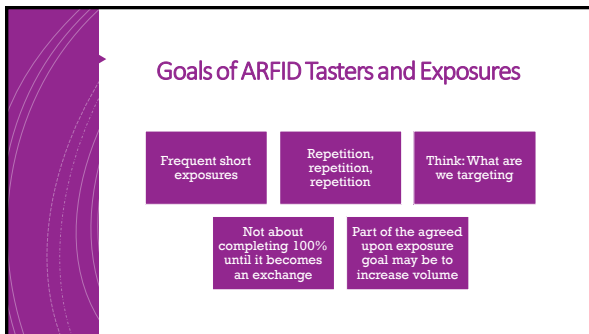 Goals of ARFID Tasters and Exposures
Frequent short
exposures
Repetition,
repetition,
repetition
Think: What are
we targeting
Not about
completing 100%
until it becomes
an exchange
Part of the agreed
upon exposure
goal may be to
increase volume